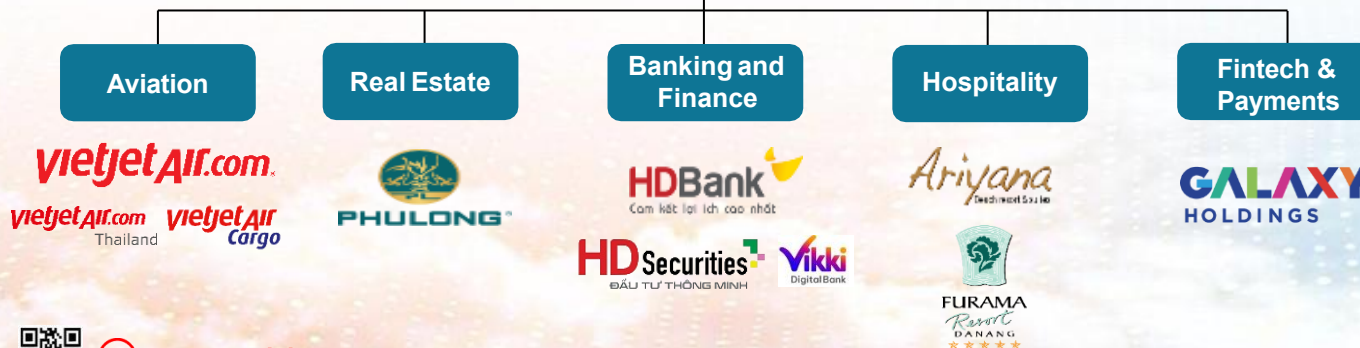 Aviation
Real Estate
Banking and
Finance
Hospitality
Fintech &
Payments
vietjetAir.com
vietjetAir.com
Thailand
vietjetAir
Cargo
PHULONG
HDBank
Cam kết lợi ích cao nhất
HD Securities
ĐẦU TƯ THÔNG MINH
Vikki
Digital Bank
Ariyana
FURAMA
Resort
DANANG
GALAXY
HOLDINGS